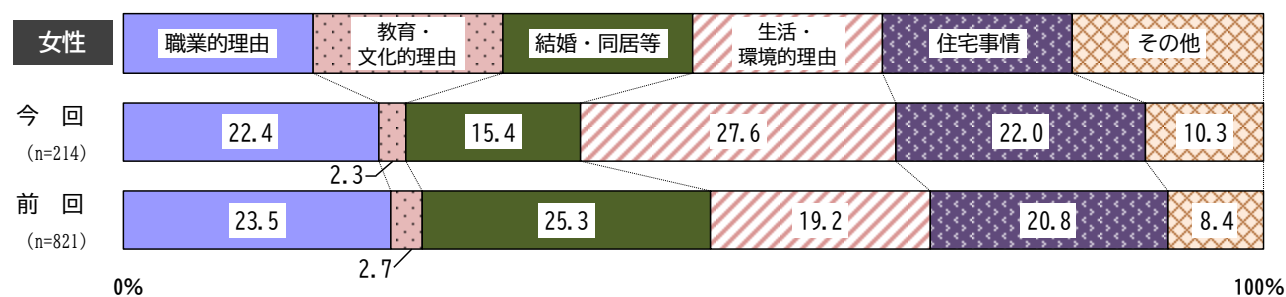 女性
職業的理由
教育・
文化的理由
結婚・同居等
生活・
環境的理由
住宅事情
その他
今 回
(n=214)
22.4
2.3
15.4
27.6
22.0
10.3
前 回
(n=821)
23.5
2.7
25.3
19.2
20.8
8.4
0%
100%